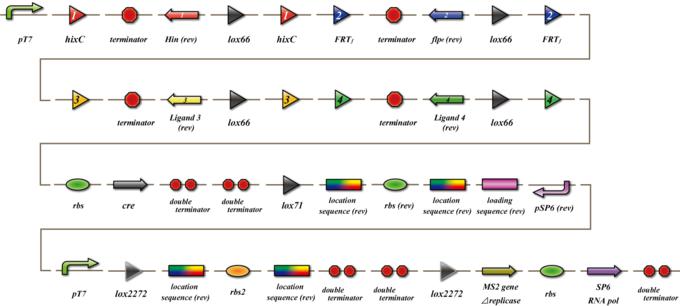 1 1 1 2 2 2
pT7 hixC terminator Hin (rev) lox66 hixC FRTf terminator flpe (rev) lox66 FRTf
3 3 3 4 4 4
terminator Ligand 3 (rev) lox66 terminator Ligand 4 (rev) lox66
rbs cre double terminator double terminator lox71 location sequence (rev) rbs (rev) location sequence (rev) loading sequence (rev) pSP6 (rev)
pT7 lox2272 location sequence (rev) rbs2 location sequence (rev) double terminator double terminator lox2272 MS2 gene △replicase rbs SP6 RNA pol double terminator